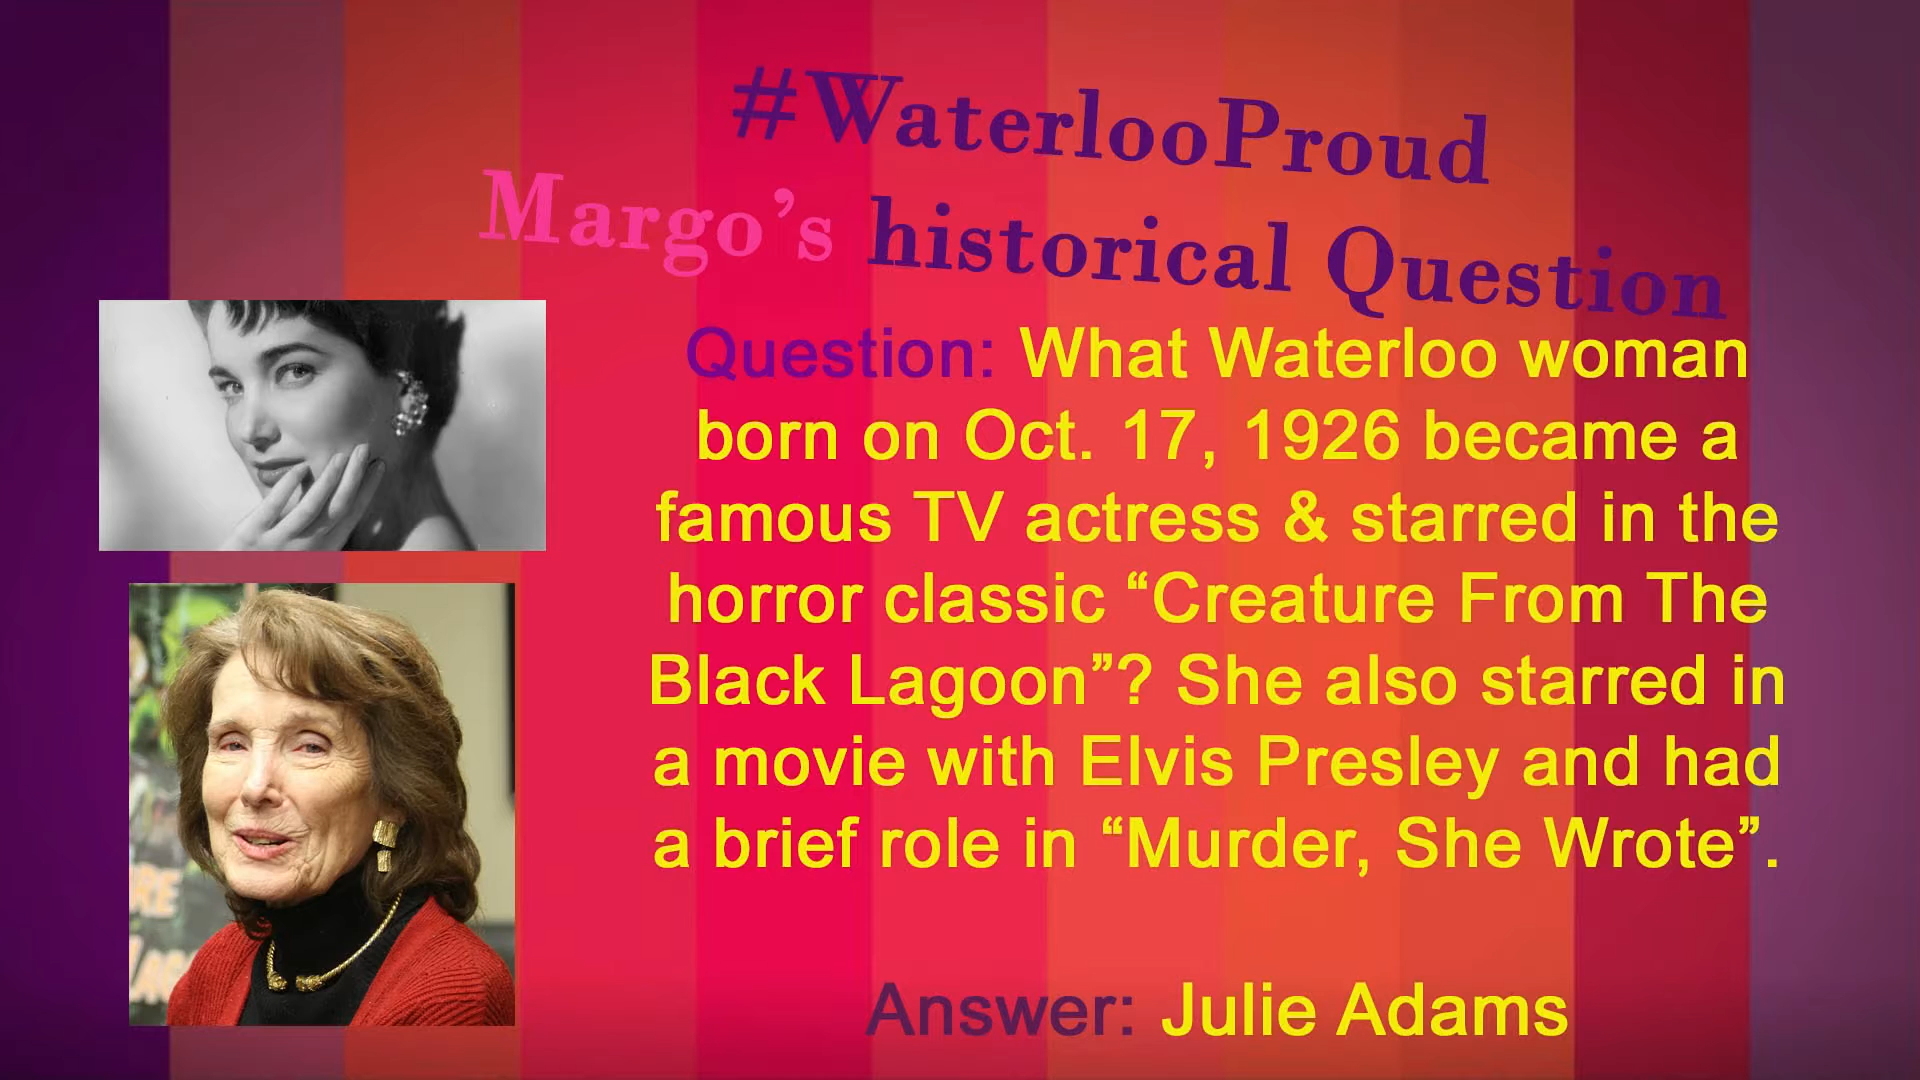 #WaterlooProud
Margo’s historical Question
Question: What Waterloo woman
born on Oct. 17, 1926 became a
famous TV actress & starred in the
horror classic “Creature From The
Black Lagoon”? She also starred in
a movie with Elvis Presley and had
a brief role in “Murder, She Wrote”.
Answer: Julie Adams